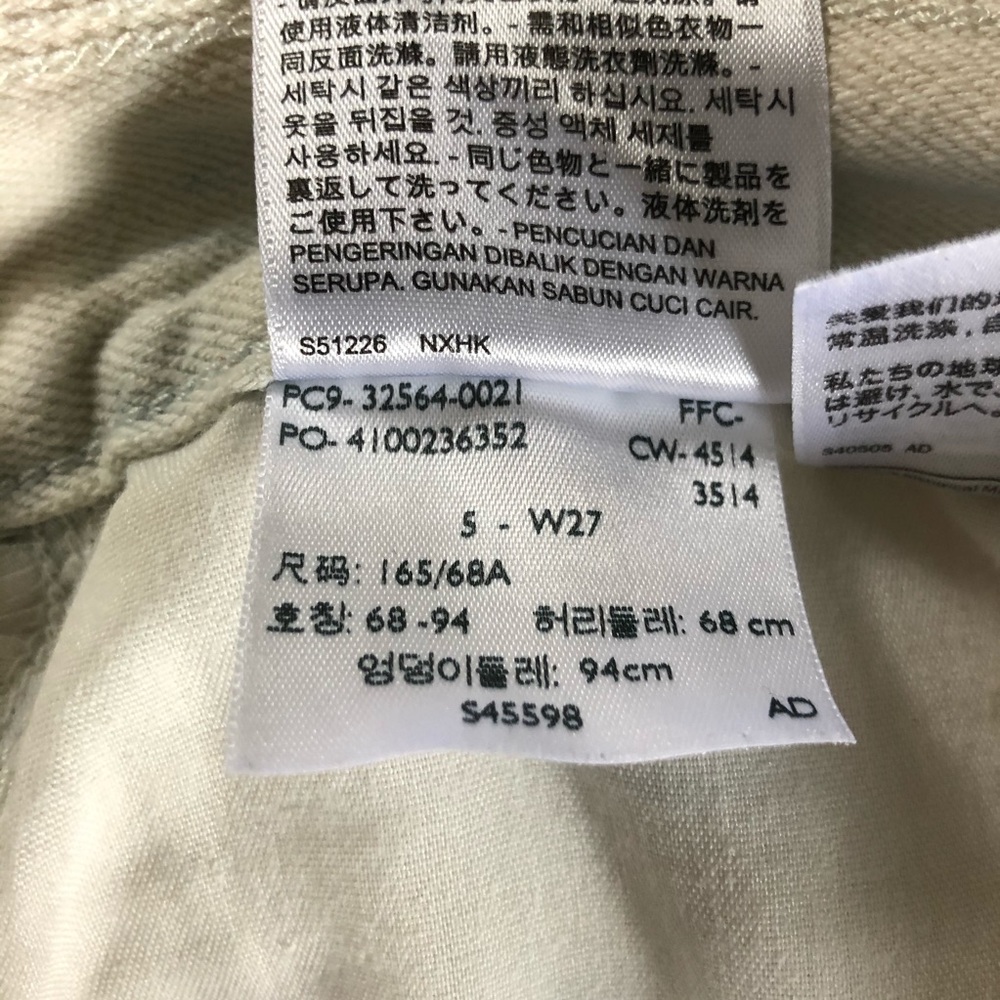 使用液体清洁剂。- 需和相似色衣物一
同反面洗滌。請用液態洗衣劑洗滌。-
세탁시 같은 색상끼리 하십시요. 세탁시
옷을 뒤집을 것. 중성 액체 세제를
사용하세요. - 同じ色物と一緒に製品を
裏返して洗ってください。液体洗剤を
ご使用下さい。- PENCUCIAN DAN
PENGERINGAN DIBALIK DENGAN WARNA
SERUPA. GUNAKAN SABUN CUCI CAIR.
S51226 NXHK
PC9- 32564-0021 FFC-
PO- 4100236352 CW- 4514
3514
5 - W27
尺码: 165/68A
호칭: 68 -94 허리둘레: 68 cm
엉덩이둘레: 94cm
S45598 AD
关爱我们的
常温洗涤，
私たちの地球
は避け、水で
リサイクルへ。
S40505 AD